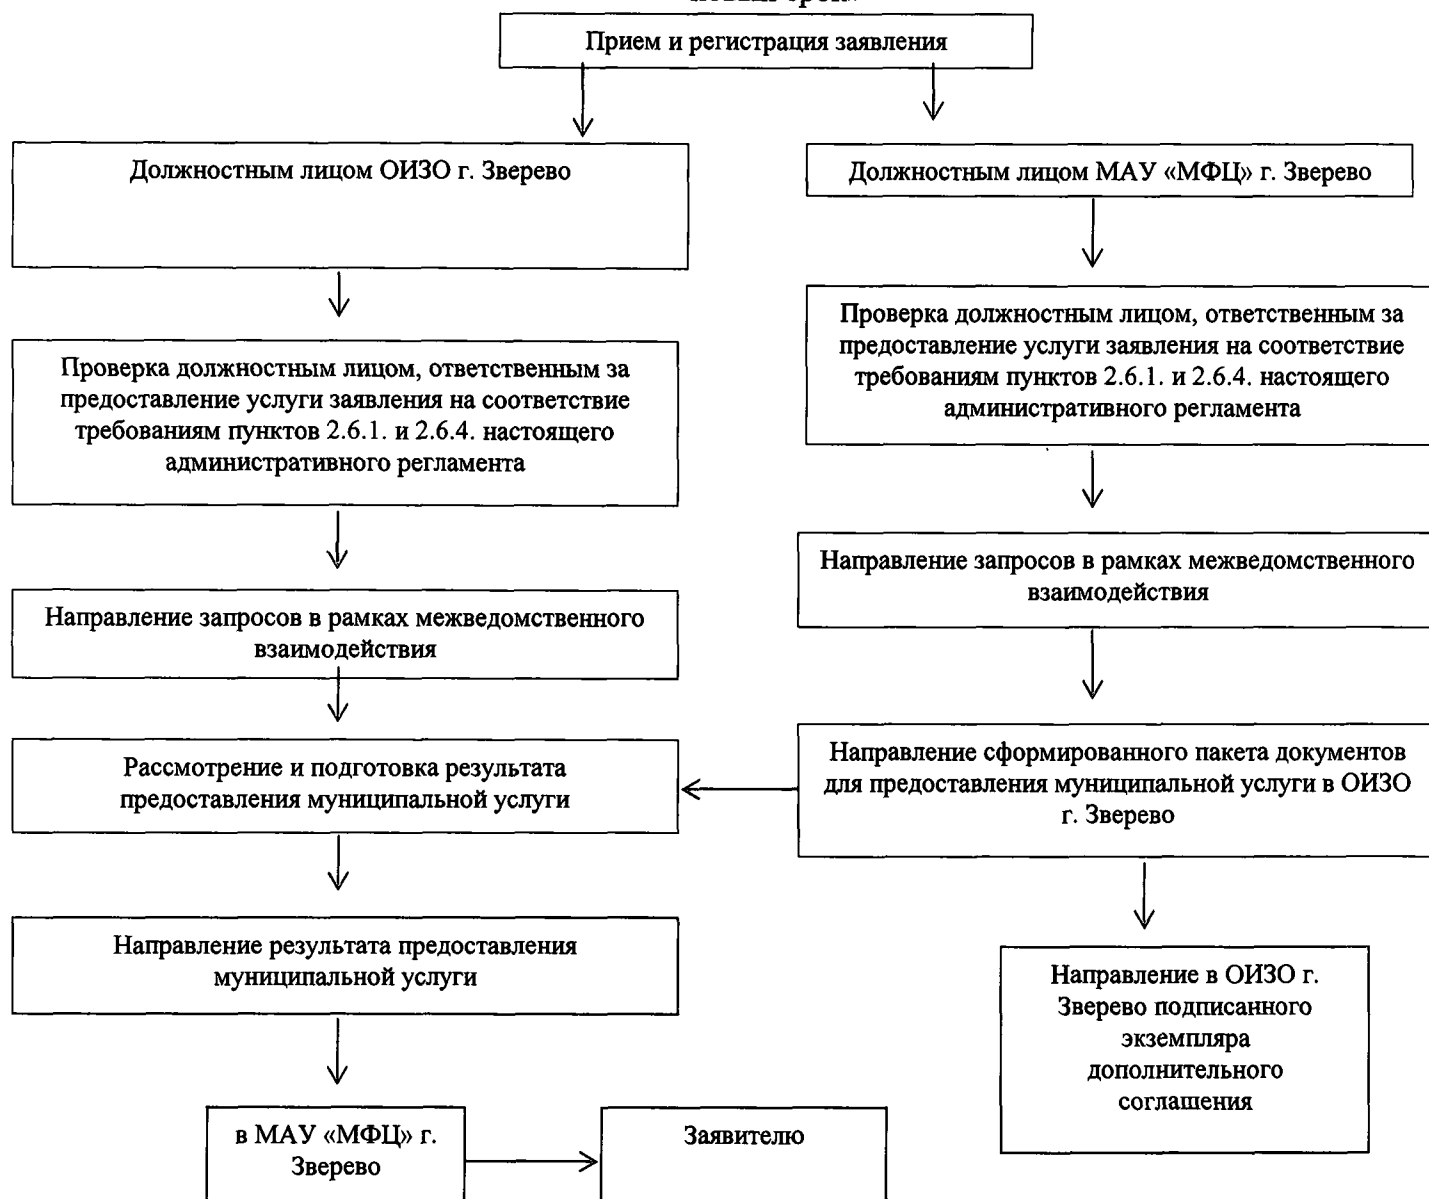 Прием и регистрация заявления
Должностным лицом ОИЗО г. Зверево
Должностным лицом МАУ «МФЦ» г. Зверево
Проверка должностным лицом, ответственным за
предоставление услуги заявления на соответствие
требованиям пунктов 2.6.1. и 2.6.4. настоящего
административного регламента
Проверка должностным лицом, ответственным за
предоставление услуги заявления на соответствие
требованиям пунктов 2.6.1. и 2.6.4. настоящего
административного регламента
Направление запросов в рамках межведомственного
взаимодействия
Направление запросов в рамках межведомственного
взаимодействия
Рассмотрение и подготовка результата
предоставления муниципальной услуги
Направление сформированного пакета документов
для предоставления муниципальной услуги в ОИЗО
г. Зверево
Направление результата предоставления
муниципальной услуги
Направление в ОИЗО г.
Зверево подписанного
экземпляра
дополнительного
соглашения
в МАУ «МФЦ» г.
Зверево
Заявителю